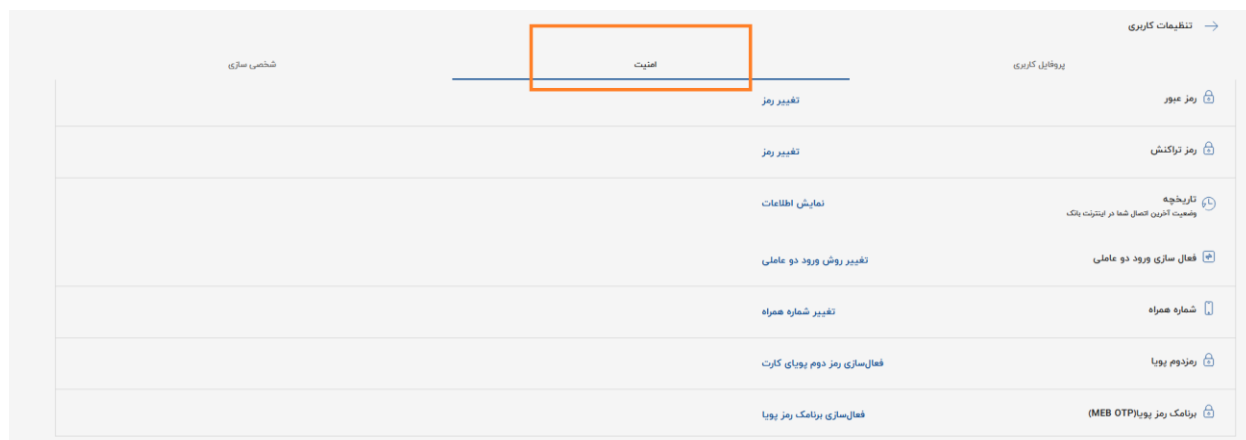 تنظیمات کاربری
پروفایل کاربری
امنیت
شخصی سازی
رمز عبور
تغییر رمز
رمز تراکنش
تغییر رمز
تاریخچه
وضعیت آخرین اتصال شما در اینترنت بانک
نمایش اطلاعات
فعال سازی ورود دو عاملی
تغییر روش ورود دو عاملی
شماره همراه
تغییر شماره همراه
رمزدوم پویا
فعال‌سازی رمز دوم پویای کارت
برنامک رمز پویا(MEB OTP)
فعال‌سازی برنامک رمز پویا